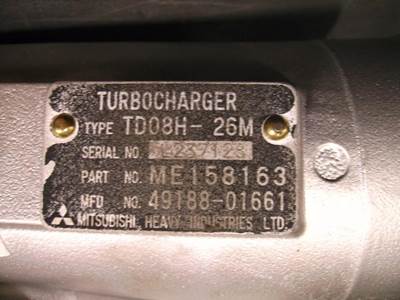 TURBOCHARGER
TYPE TD08H-26M
SERIAL NO.
PART NO. ME158163
MFD NO. 49188-01661
MITSUBISHI HEAVY INDUSTRIES, LTD.